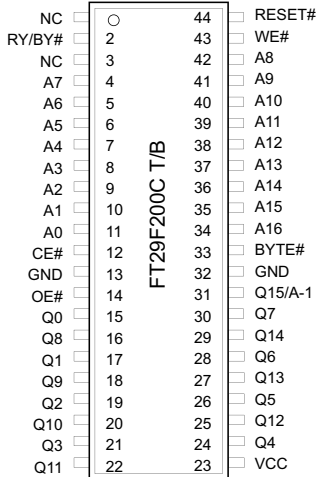 NC 44 RESET#
RY/BY# 2 43 WE#
NC 3 42 A8
A7 4 41 A9
A6 5 40 A10
A5 6 39 A11
A4 7 38 A12
A3 8 37 A13
A2 9 36 A14
A1 10 35 A15
A0 11 34 A16
CE# 12 33 BYTE#
GND 13 32 GND
OE# 14 31 Q15/A-1
Q0 15 30 Q7
Q8 16 29 Q14
Q1 17 28 Q6
Q9 18 27 Q13
Q2 19 26 Q5
Q10 20 25 Q12
Q3 21 24 Q4
Q11 22 23 VCC
FT29F200C T/B